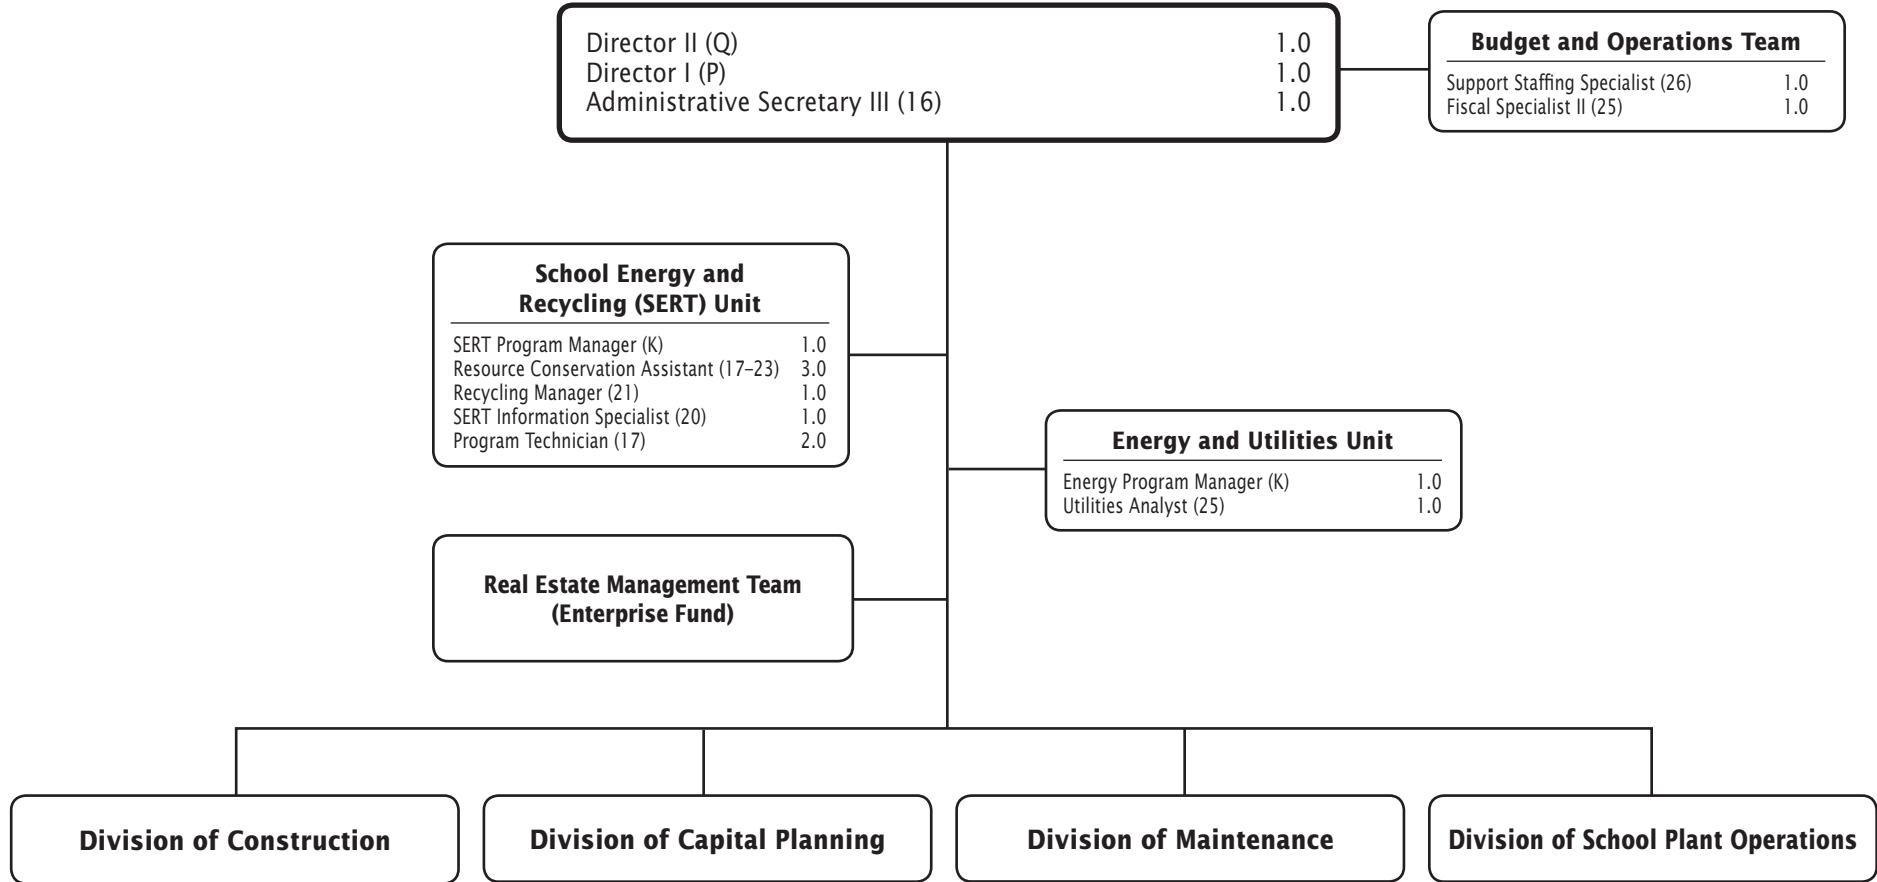 Director II (Q) 1.0
Director I (P) 1.0
Administrative Secretary III (16) 1.0
Budget and Operations Team
Support Staffing Specialist (26) 1.0
Fiscal Specialist II (25) 1.0
School Energy and
Recycling (SERT) Unit
SERT Program Manager (K) 1.0
Resource Conservation Assistant (17–23) 3.0
Recycling Manager (21) 1.0
SERT Information Specialist (20) 1.0
Program Technician (17) 2.0
Energy and Utilities Unit
Energy Program Manager (K) 1.0
Utilities Analyst (25) 1.0
Real Estate Management Team
(Enterprise Fund)
Division of Construction
Division of Capital Planning
Division of Maintenance
Division of School Plant Operations